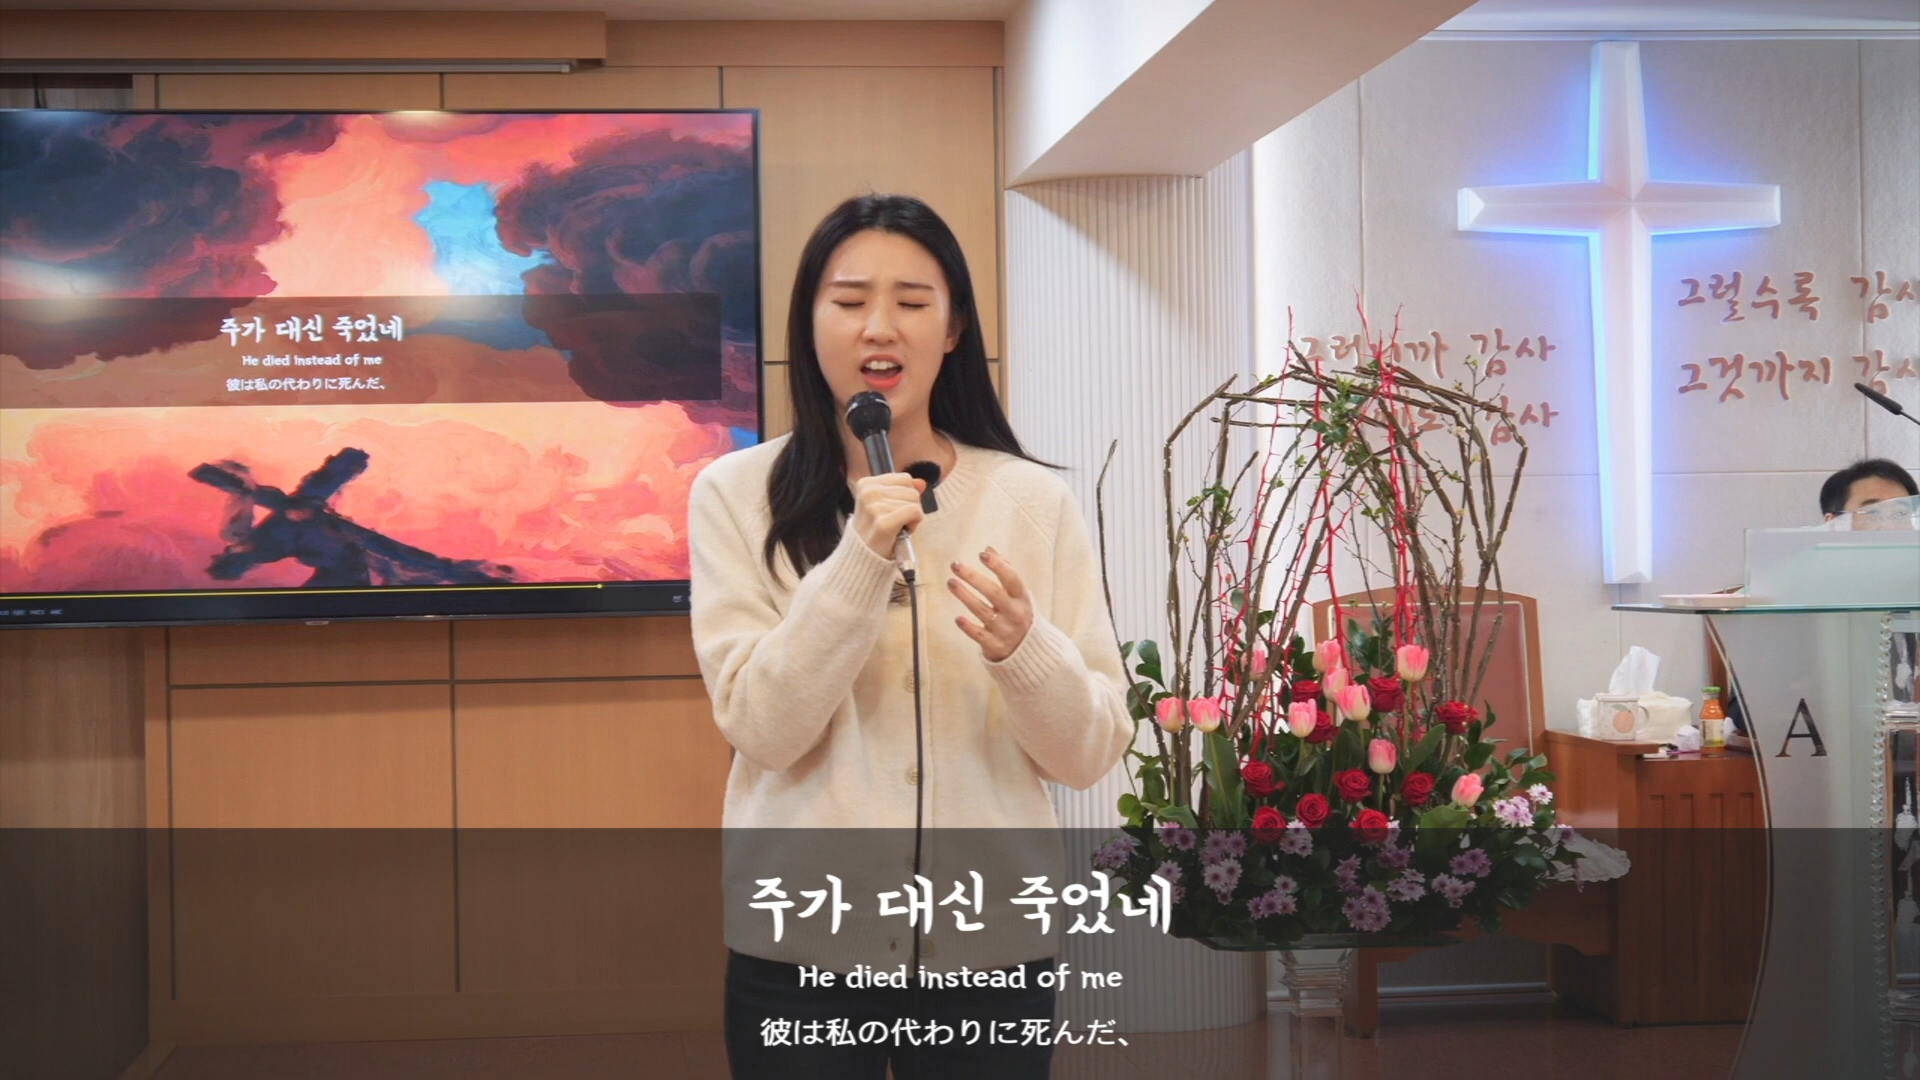 주가 대신 죽었네
He died instead of me
彼は私の代わりに死んだ、
감사
감사
그럴수록 감사
그것까지 감사
A
주가 대신 죽었네
He died instead of me
彼は私の代わりに死んだ、